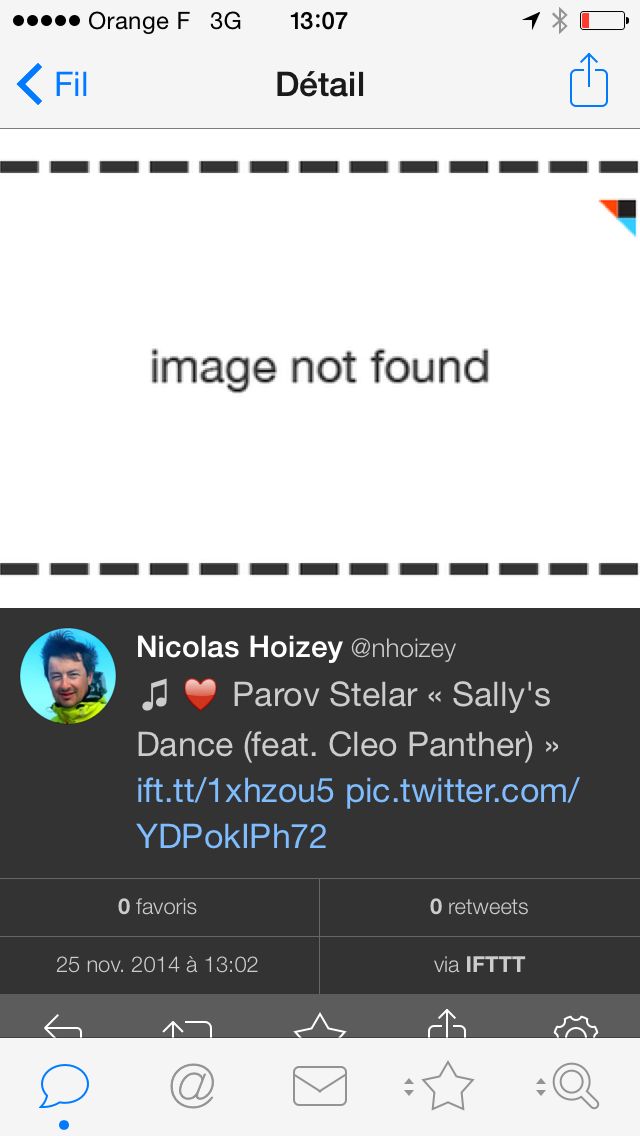 Orange F 3G 13:07
Fil Détail
image not found
Nicolas Hoizey @nhoizey
♫ ❤️ Parov Stelar « Sally's
Dance (feat. Cleo Panther) »
ift.tt/1xhzou5 pic.twitter.com/
YDPokIPh72
0 favoris 0 retweets
25 nov. 2014 à 13:02 via IFTTT